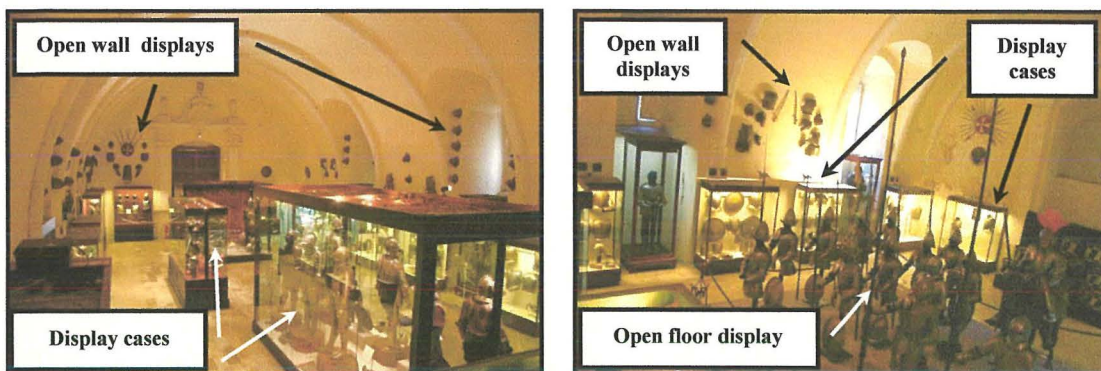 Open wall displays
Display cases
Open wall
displays
Display
cases
Open floor display